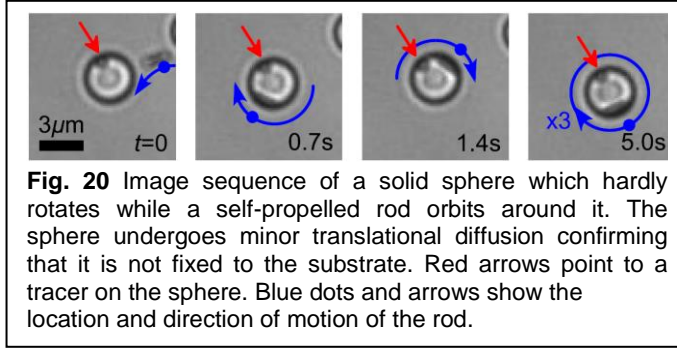 3μm
t=0
0.7s
1.4s
x3
5.0s
Fig. 20 Image sequence of a solid sphere which hardly
rotates while a self-propelled rod orbits around it. The
sphere undergoes minor translational diffusion confirming
that it is not fixed to the substrate. Red arrows point to a
tracer on the sphere. Blue dots and arrows show the
location and direction of motion of the rod.